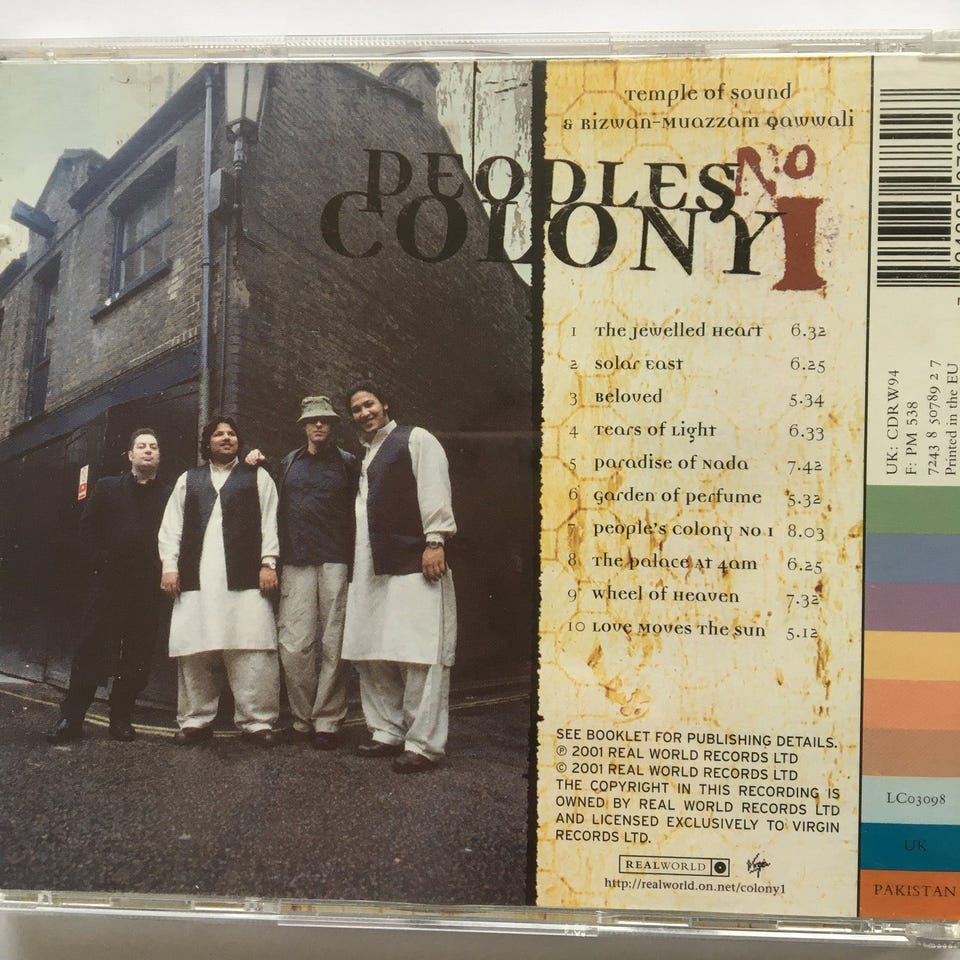 Temple of Sound
& Rizwan-Muazzam Qawwali
PEOPLES NO
COLONY 1
1 The Jewelled Heart 6.32
2 Solar East 6.25
3 Beloved 5.34
4 Tears of Light 6.33
5 Paradise of Nada 7.42
6 Garden of Perfume 5.32
7 People's Colony No 1 8.03
8 The Palace At 4am 6.25
9 Wheel of Heaven 7.32
10 Love Moves The Sun 5.12
SEE BOOKLET FOR PUBLISHING DETAILS.
℗ 2001 REAL WORLD RECORDS LTD
© 2001 REAL WORLD RECORDS LTD
THE COPYRIGHT IN THIS RECORDING IS
OWNED BY REAL WORLD RECORDS LTD
AND LICENSED EXCLUSIVELY TO VIRGIN
RECORDS LTD.
REALWORLD
Virgin
http://realworld.on.net/colony1
UK: CDRW94
F: PM 538
7243 8 50789 2 7
Printed in the EU
LC03098
UK
PAKISTAN